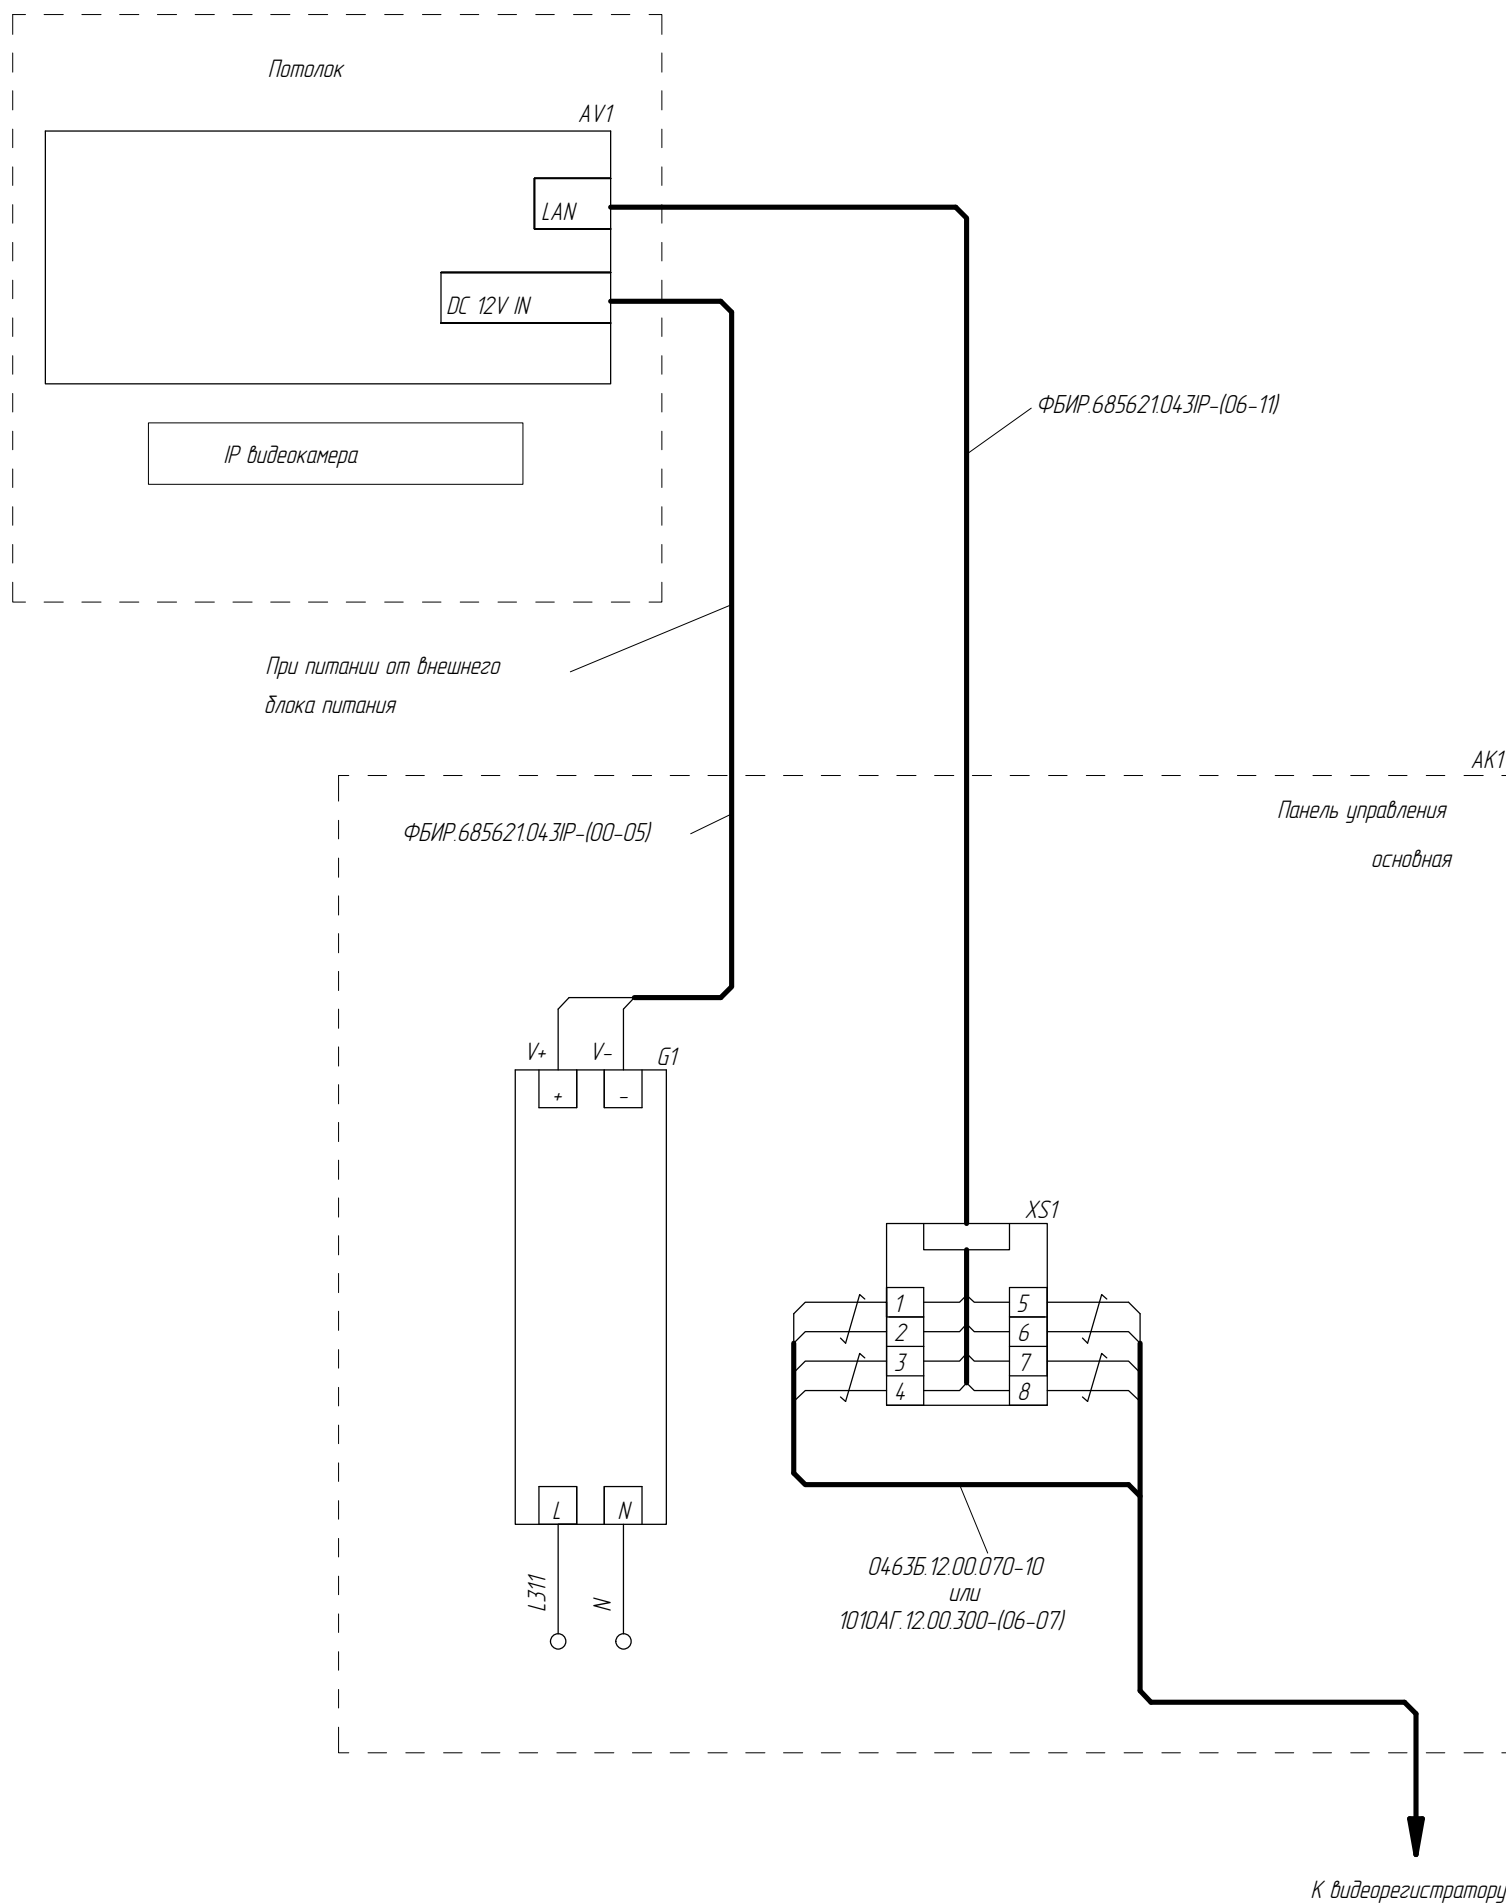 Потолок
AV1
LAN
DC 12V IN
ФБИР.685621.043IP-(06-11)
IP видеокамера
При питании от внешнего
блока питания
AK1
Панель управления
основная
ФБИР.685621.043IP-(00-05)
V+
V-
G1
+
-
XS1
1
5
2
6
3
7
4
8
L
N
L311
N
0463Б.12.00.070-10
или
1010АГ.12.00.300-(06-07)
К видеорегистратору